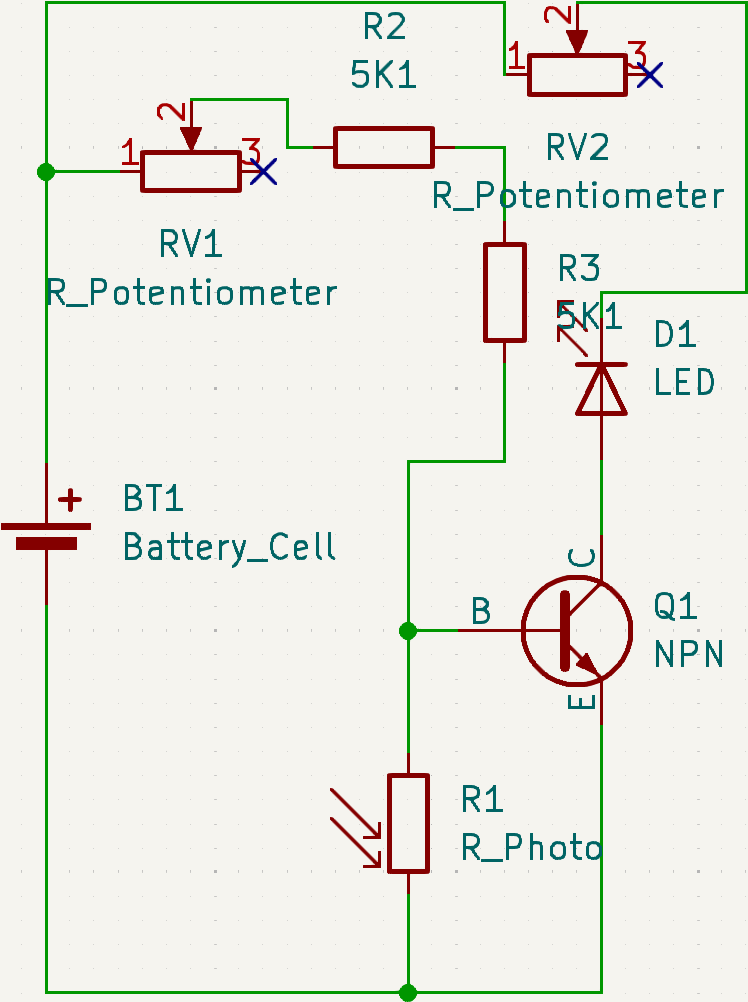 2
R2
5K1
1
3
2
1
3
RV2
R_Potentiometer
RV1
R_Potentiometer
R3
5K1
D1
LED
+
BT1
Battery_Cell
C
B
Q1
NPN
E
R1
R_Photo